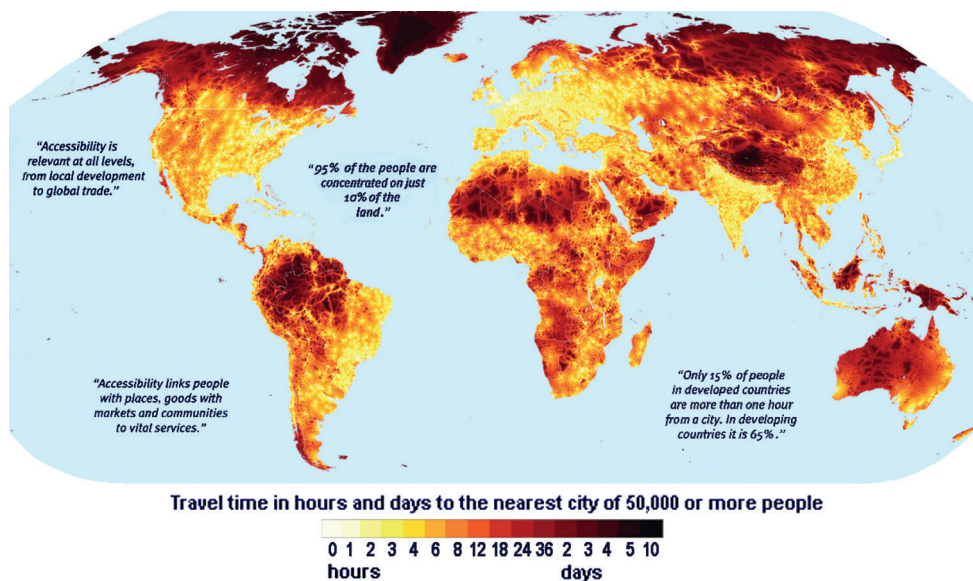 “Accessibility is
relevant at all levels,
from local development
to global trade.”
“95% of the people are
concentrated on just
10% of the
land.”
“Accessibility links people
with places, goods with
markets and communities
to vital services.”
“Only 15% of people
in developed countries
are more than one hour
from a city. In developing
countries it is 65%.”
Travel time in hours and days to the nearest city of 50,000 or more people
0 1 2 3 4 6 8 12 18 24 36 2 3 4 5 10
hours days